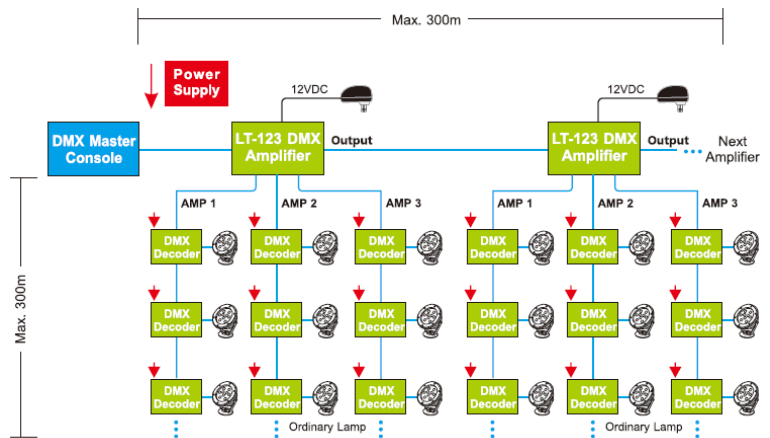 Max. 300m
Power
Supply
12VDC
12VDC
DMX Master
Console
LT-123 DMX
Amplifier
Output
LT-123 DMX
Amplifier
Output
Next
Amplifier
AMP 1
AMP 2
AMP 3
AMP 1
AMP 2
AMP 3
Max. 300m
DMX
Decoder
DMX
Decoder
DMX
Decoder
DMX
Decoder
DMX
Decoder
DMX
Decoder
DMX
Decoder
DMX
Decoder
DMX
Decoder
DMX
Decoder
DMX
Decoder
DMX
Decoder
DMX
Decoder
DMX
Decoder
DMX
Decoder
DMX
Decoder
DMX
Decoder
DMX
Decoder
Ordinary Lamp
Ordinary Lamp